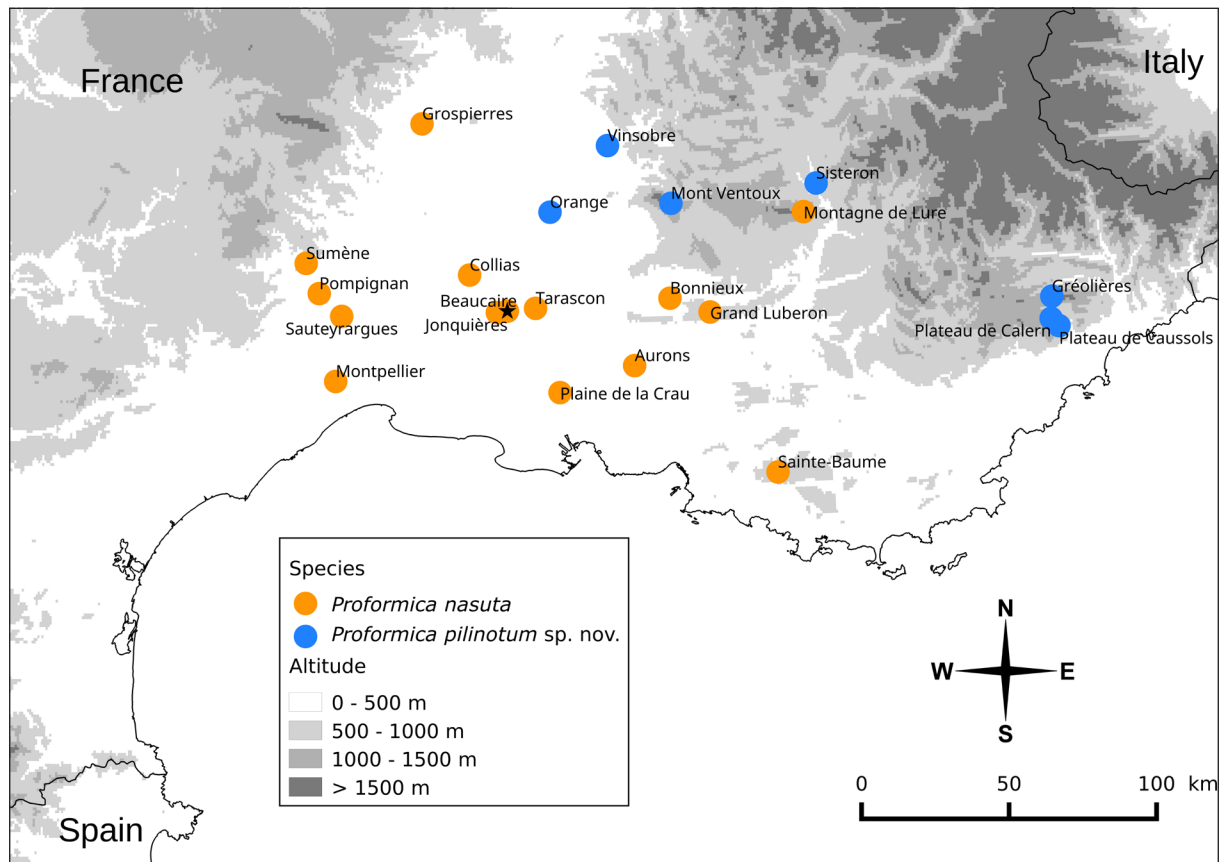 France
Italy
Grospierres
Vinsobre
Sisteron
Mont Ventoux
Orange
Montagne de Lure
Sumène
Collias
Pompignan
Gréolières
Bonnieux
Beaucaire
Tarascon
Grand Luberon
Jonquières
Sauteyrargues
Plateau de Calern
Plateau de Caussols
Aurons
Montpellier
Plaine de la Crau
Sainte-Baume
Species
Proformica nasuta
Proformica pilinotum sp. nov.
Altitude
0 - 500 m
500 - 1000 m
1000 - 1500 m
> 1500 m
N
W E
S
0 50 100 km
Spain